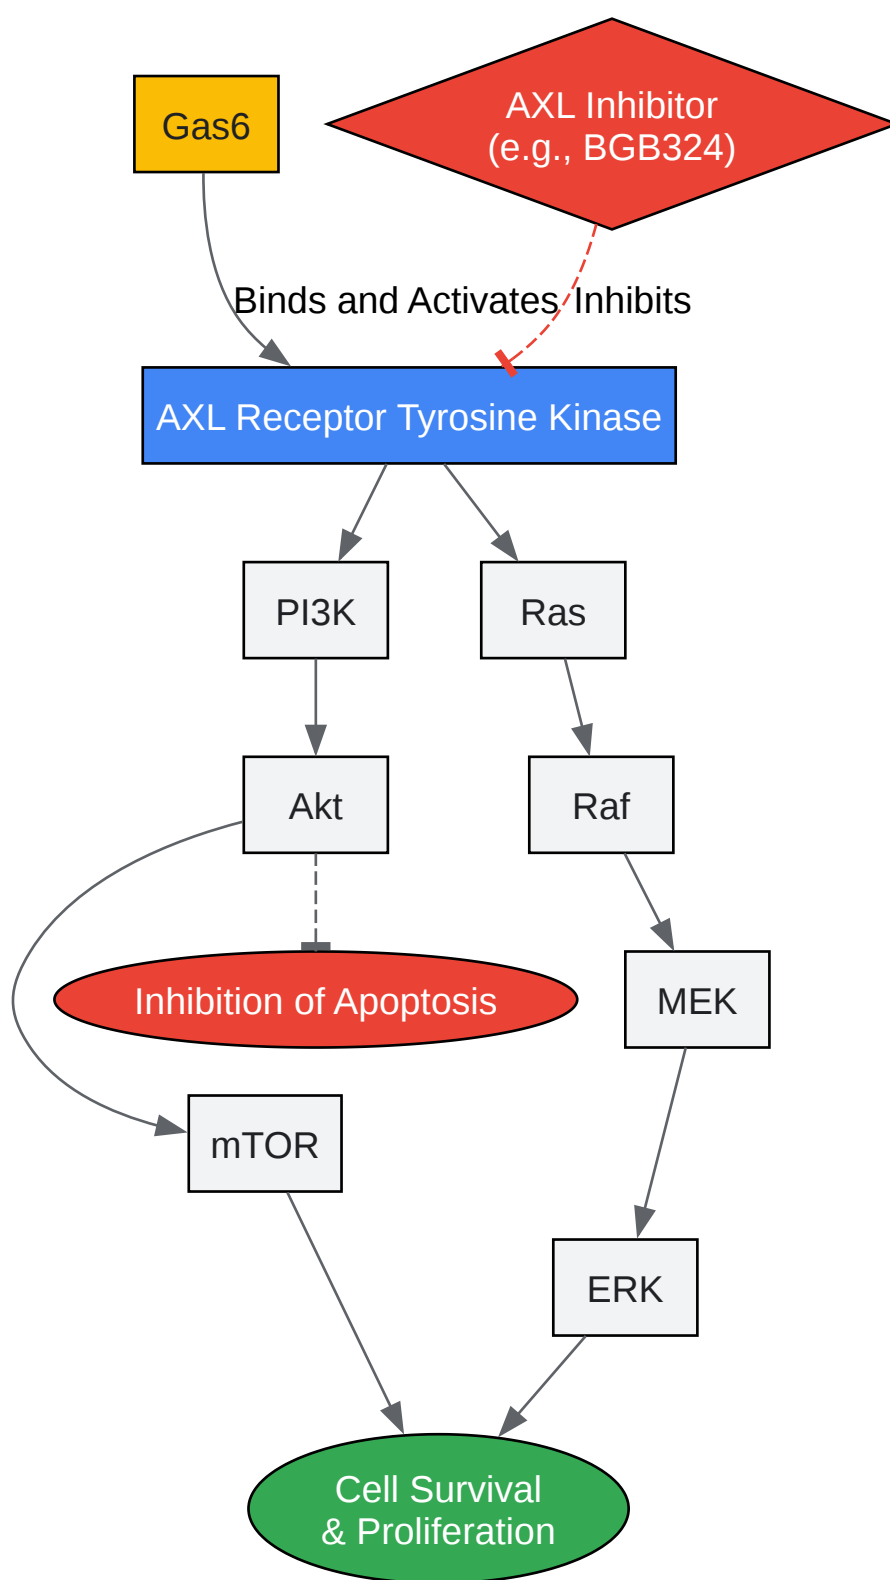 Gas6
AXL Inhibitor
(e.g., BGB324)
Binds and Activates
Inhibits
AXL Receptor Tyrosine Kinase
PI3K
Ras
Akt
Raf
Inhibition of Apoptosis
MEK
mTOR
ERK
Cell Survival
& Proliferation